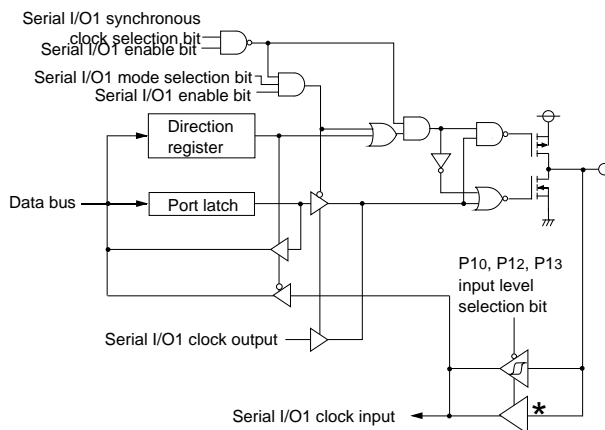 Serial I/O1 synchronous
clock selection bit
Serial I/O1 enable bit
Serial I/O1 mode selection bit
Serial I/O1 enable bit
Direction
register
Data bus
Port latch
P10, P12, P13
input level
selection bit
Serial I/O1 clock output
*
Serial I/O1 clock input